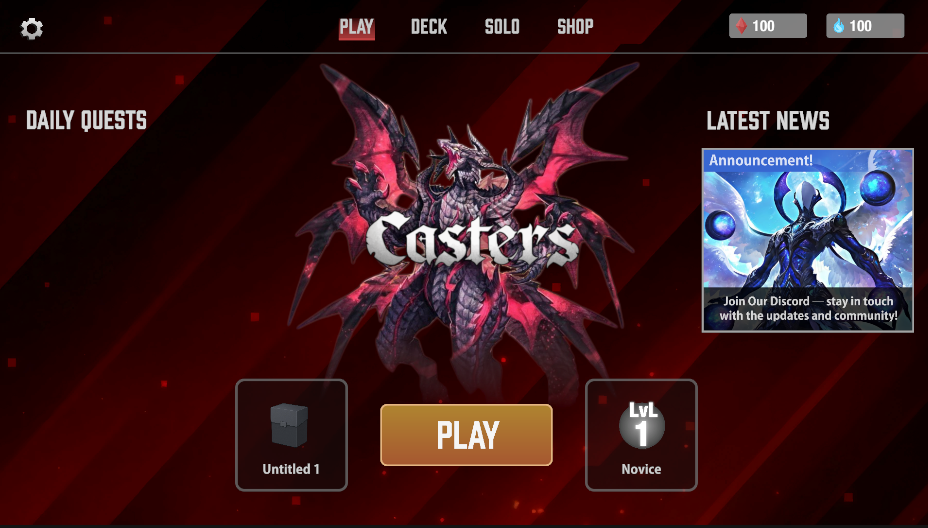 PLAY
DECK
SOLO
SHOP
100
100
DAILY QUESTS
LATEST NEWS
Announcement!
Casters
Join Our Discord — stay in touch
with the updates and community!
Untitled 1
PLAY
LvL
1
Novice